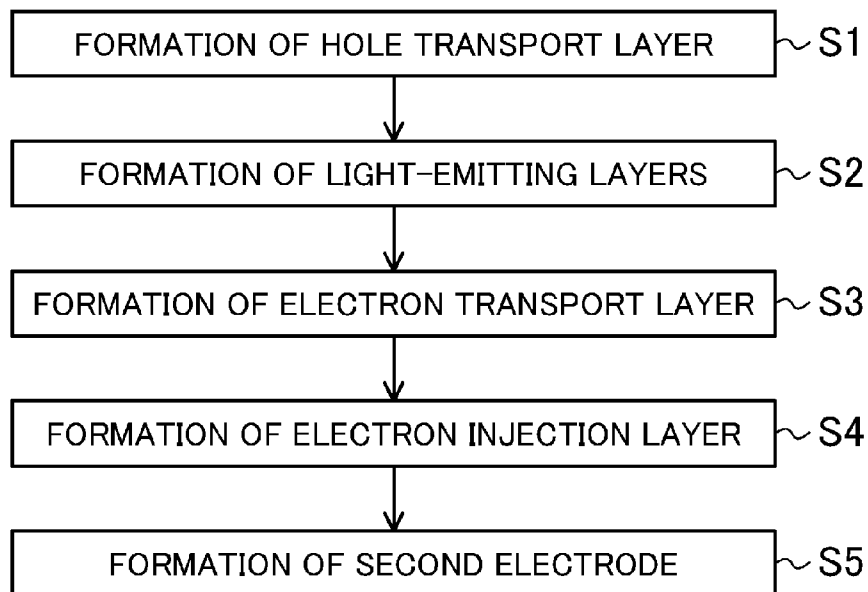 FORMATION OF HOLE TRANSPORT LAYER S1
FORMATION OF LIGHT-EMITTING LAYERS S2
FORMATION OF ELECTRON TRANSPORT LAYER S3
FORMATION OF ELECTRON INJECTION LAYER S4
FORMATION OF SECOND ELECTRODE S5